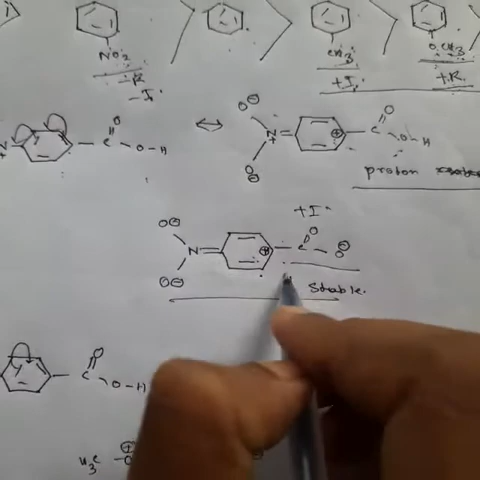 NO2 CH3 OCH3
-R +I +R
-I
O O
N C O-H ⇔ O⊖ N+ ⊕ C O-H
O⊖
proton
+I
O⊖ O
N ⊕ C O⊖
O⊖ Stable.
O
C O-H
H3C ⊕